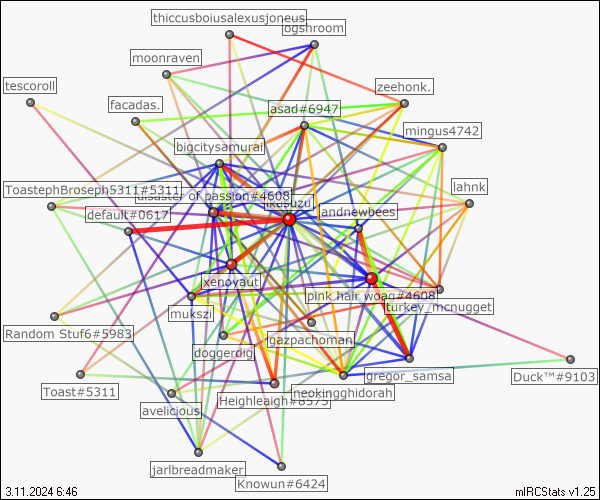 thiccusboiusalexusjoneus
ogshroom
moonraven
tescoroll
zeehonk.
facadas.
asad#6947
mingus4742
bigcitysamurai
ToastephBroseph5311#5311
disaster of passion#4608
lahnk
ikesuzu.
default#0617
andnewbees
xenoyaut
pink hair woag#4608
mukszi
turkey_mcnugget
Random Stuf6#5983
gazpachoman.
doggerdig
gregor_samsa
Duck™#9103
Toast#5311
neokingghidorah
Heighleaigh#8575
avelicious
jarlbreadmaker
Knowun#6424
3.11.2024 6:46
mIRCStats v1.25